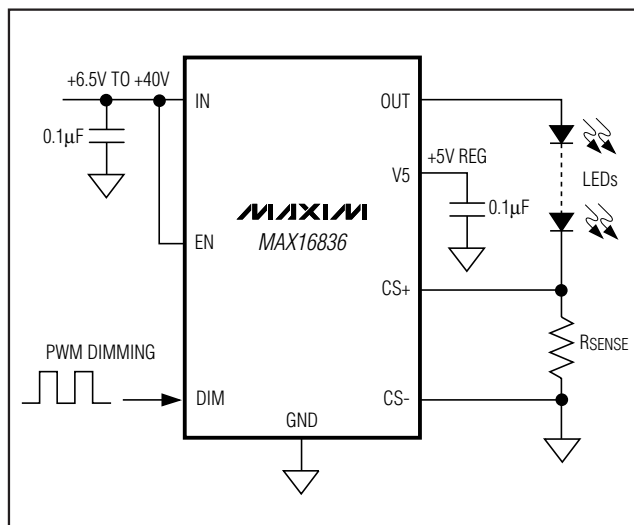 +6.5V TO +40V
IN
OUT
0.1µF
+5V REG
V5
LEDs
0.1µF
MAXIM
MAX16836
EN
CS+
RSENSE
PWM DIMMING
DIM
CS-
GND